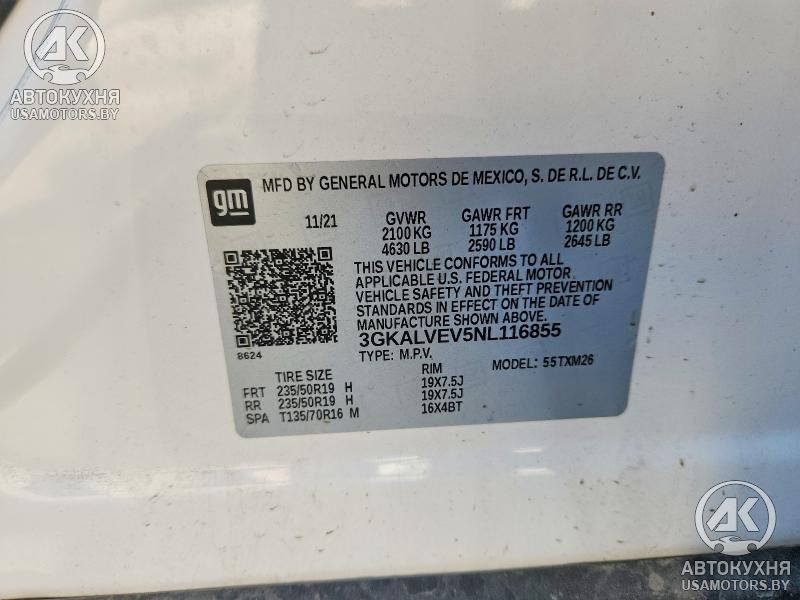 AK
АВТОКУХНЯ
USAMOTORS.BY
gm
MFD BY GENERAL MOTORS DE MEXICO, S. DE R.L. DE C.V.
11/21 GVWR GAWR FRT GAWR RR
2100 KG 1175 KG 1200 KG
4630 LB 2590 LB 2645 LB
THIS VEHICLE CONFORMS TO ALL
APPLICABLE U.S. FEDERAL MOTOR
VEHICLE SAFETY AND THEFT PREVENTION
STANDARDS IN EFFECT ON THE DATE OF
MANUFACTURE SHOWN ABOVE.
3GKALVEV5NL116855
8624
TYPE: M.P.V. MODEL: 55TXM26
TIRE SIZE RIM
FRT 235/50R19 H 19X7.5J
RR 235/50R19 H 19X7.5J
SPA T135/70R16 M 16X4BT
AK
АВТОКУХНЯ
USAMOTORS.BY